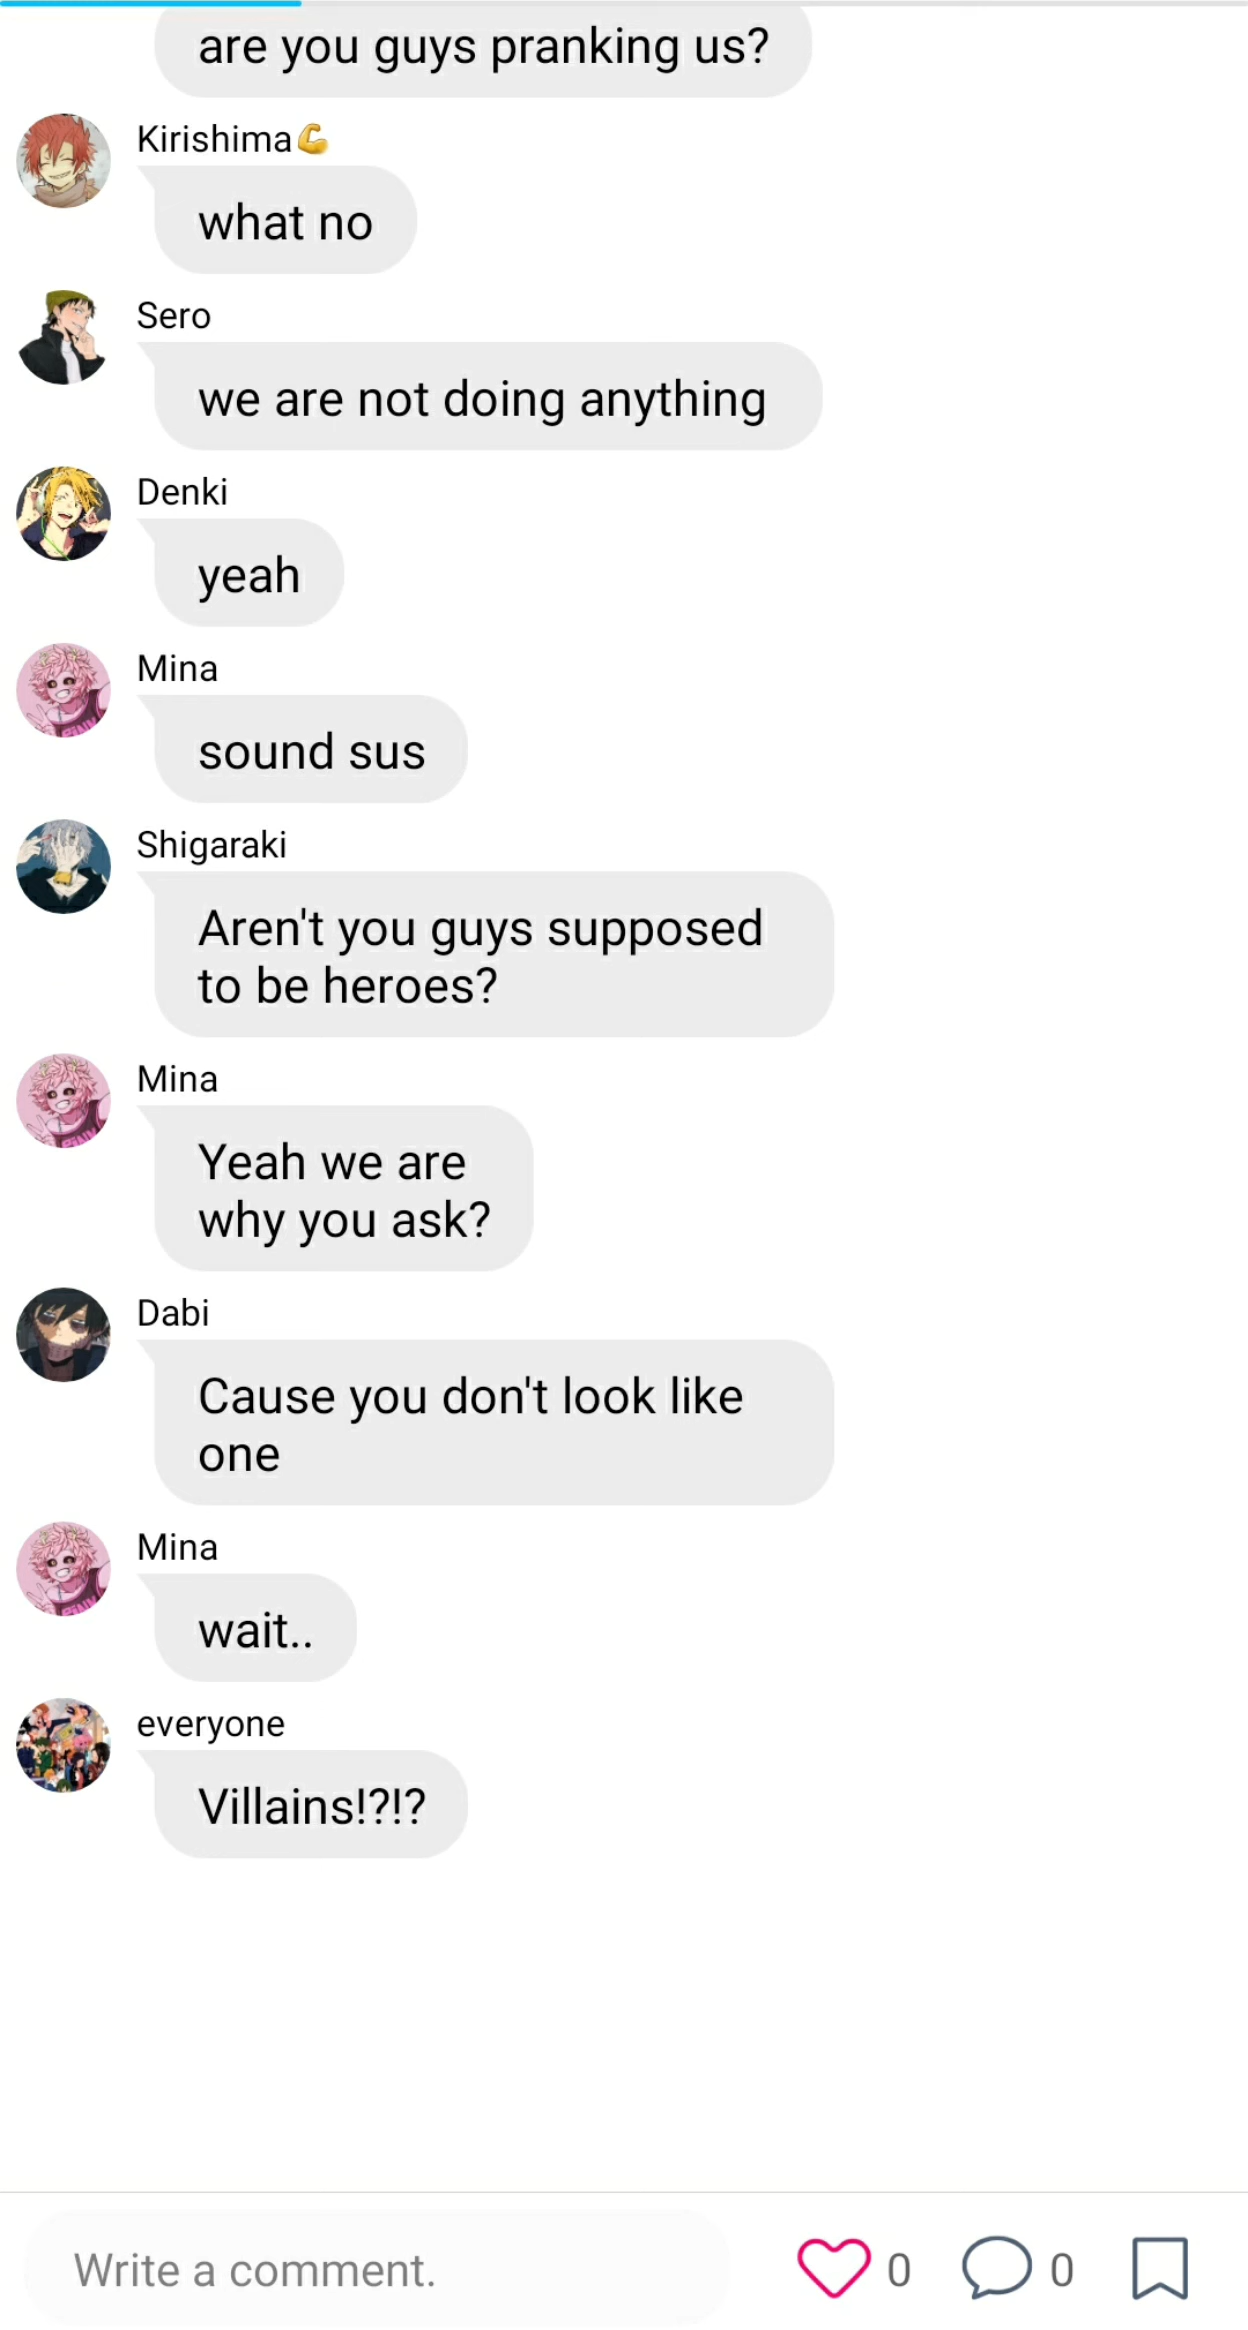 are you guys pranking us?
Kirishima💪
what no
Sero
we are not doing anything
Denki
yeah
Mina
sound sus
Shigaraki
Aren't you guys supposed
to be heroes?
Mina
Yeah we are
why you ask?
Dabi
Cause you don't look like
one
Mina
wait..
everyone
Villains!?!?
Write a comment.
0
0